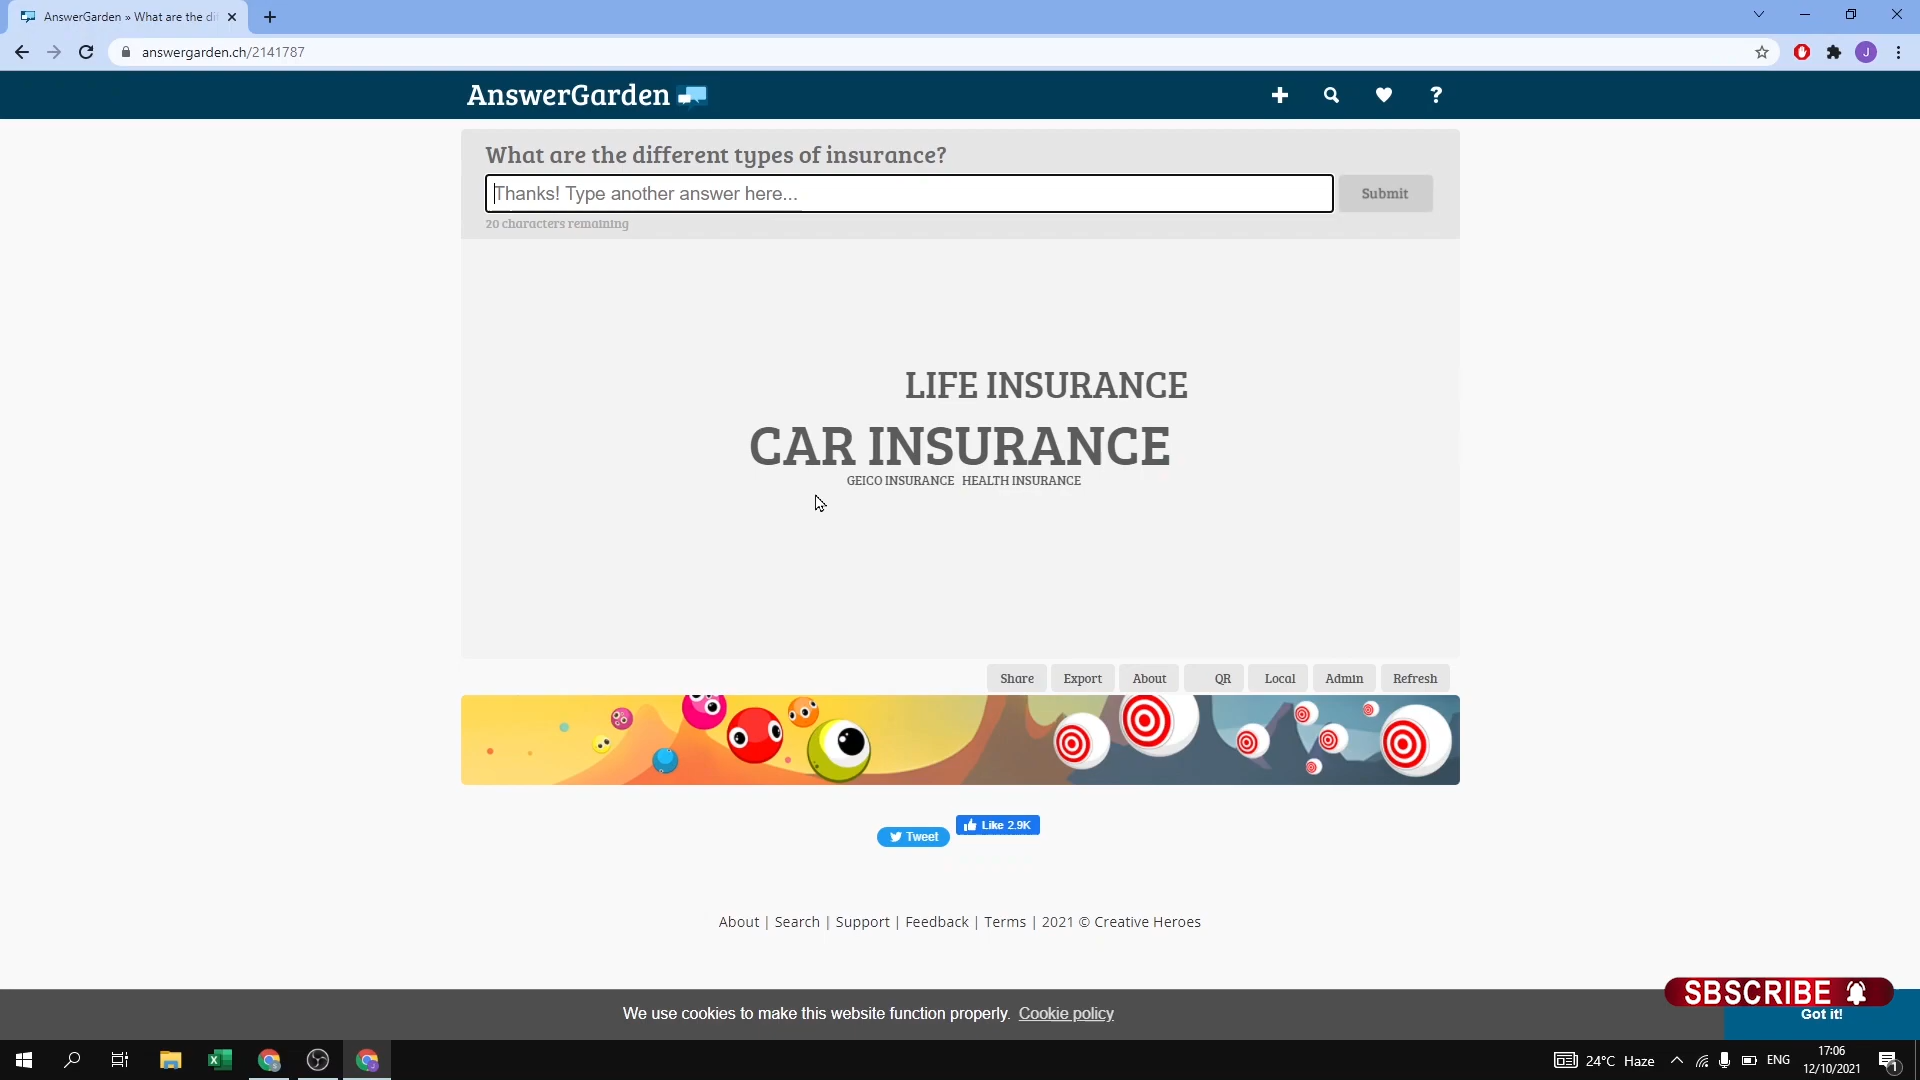 AnswerGarden » What are the di
answergarden.ch/2141787
J
AnswerGarden
What are the different types of insurance?
Thanks! Type another answer here...
Submit
20 characters remaining
LIFE INSURANCE
CAR INSURANCE
GEICO INSURANCE HEALTH INSURANCE
Share Export About QR Local Admin Refresh
Tweet
Like 2.9K
About | Search | Support | Feedback | Terms | 2021 © Creative Heroes
SBSCRIBE
We use cookies to make this website function properly. Cookie policy
Got it!
24°C Haze
ENG
17:06
12/10/2021
1